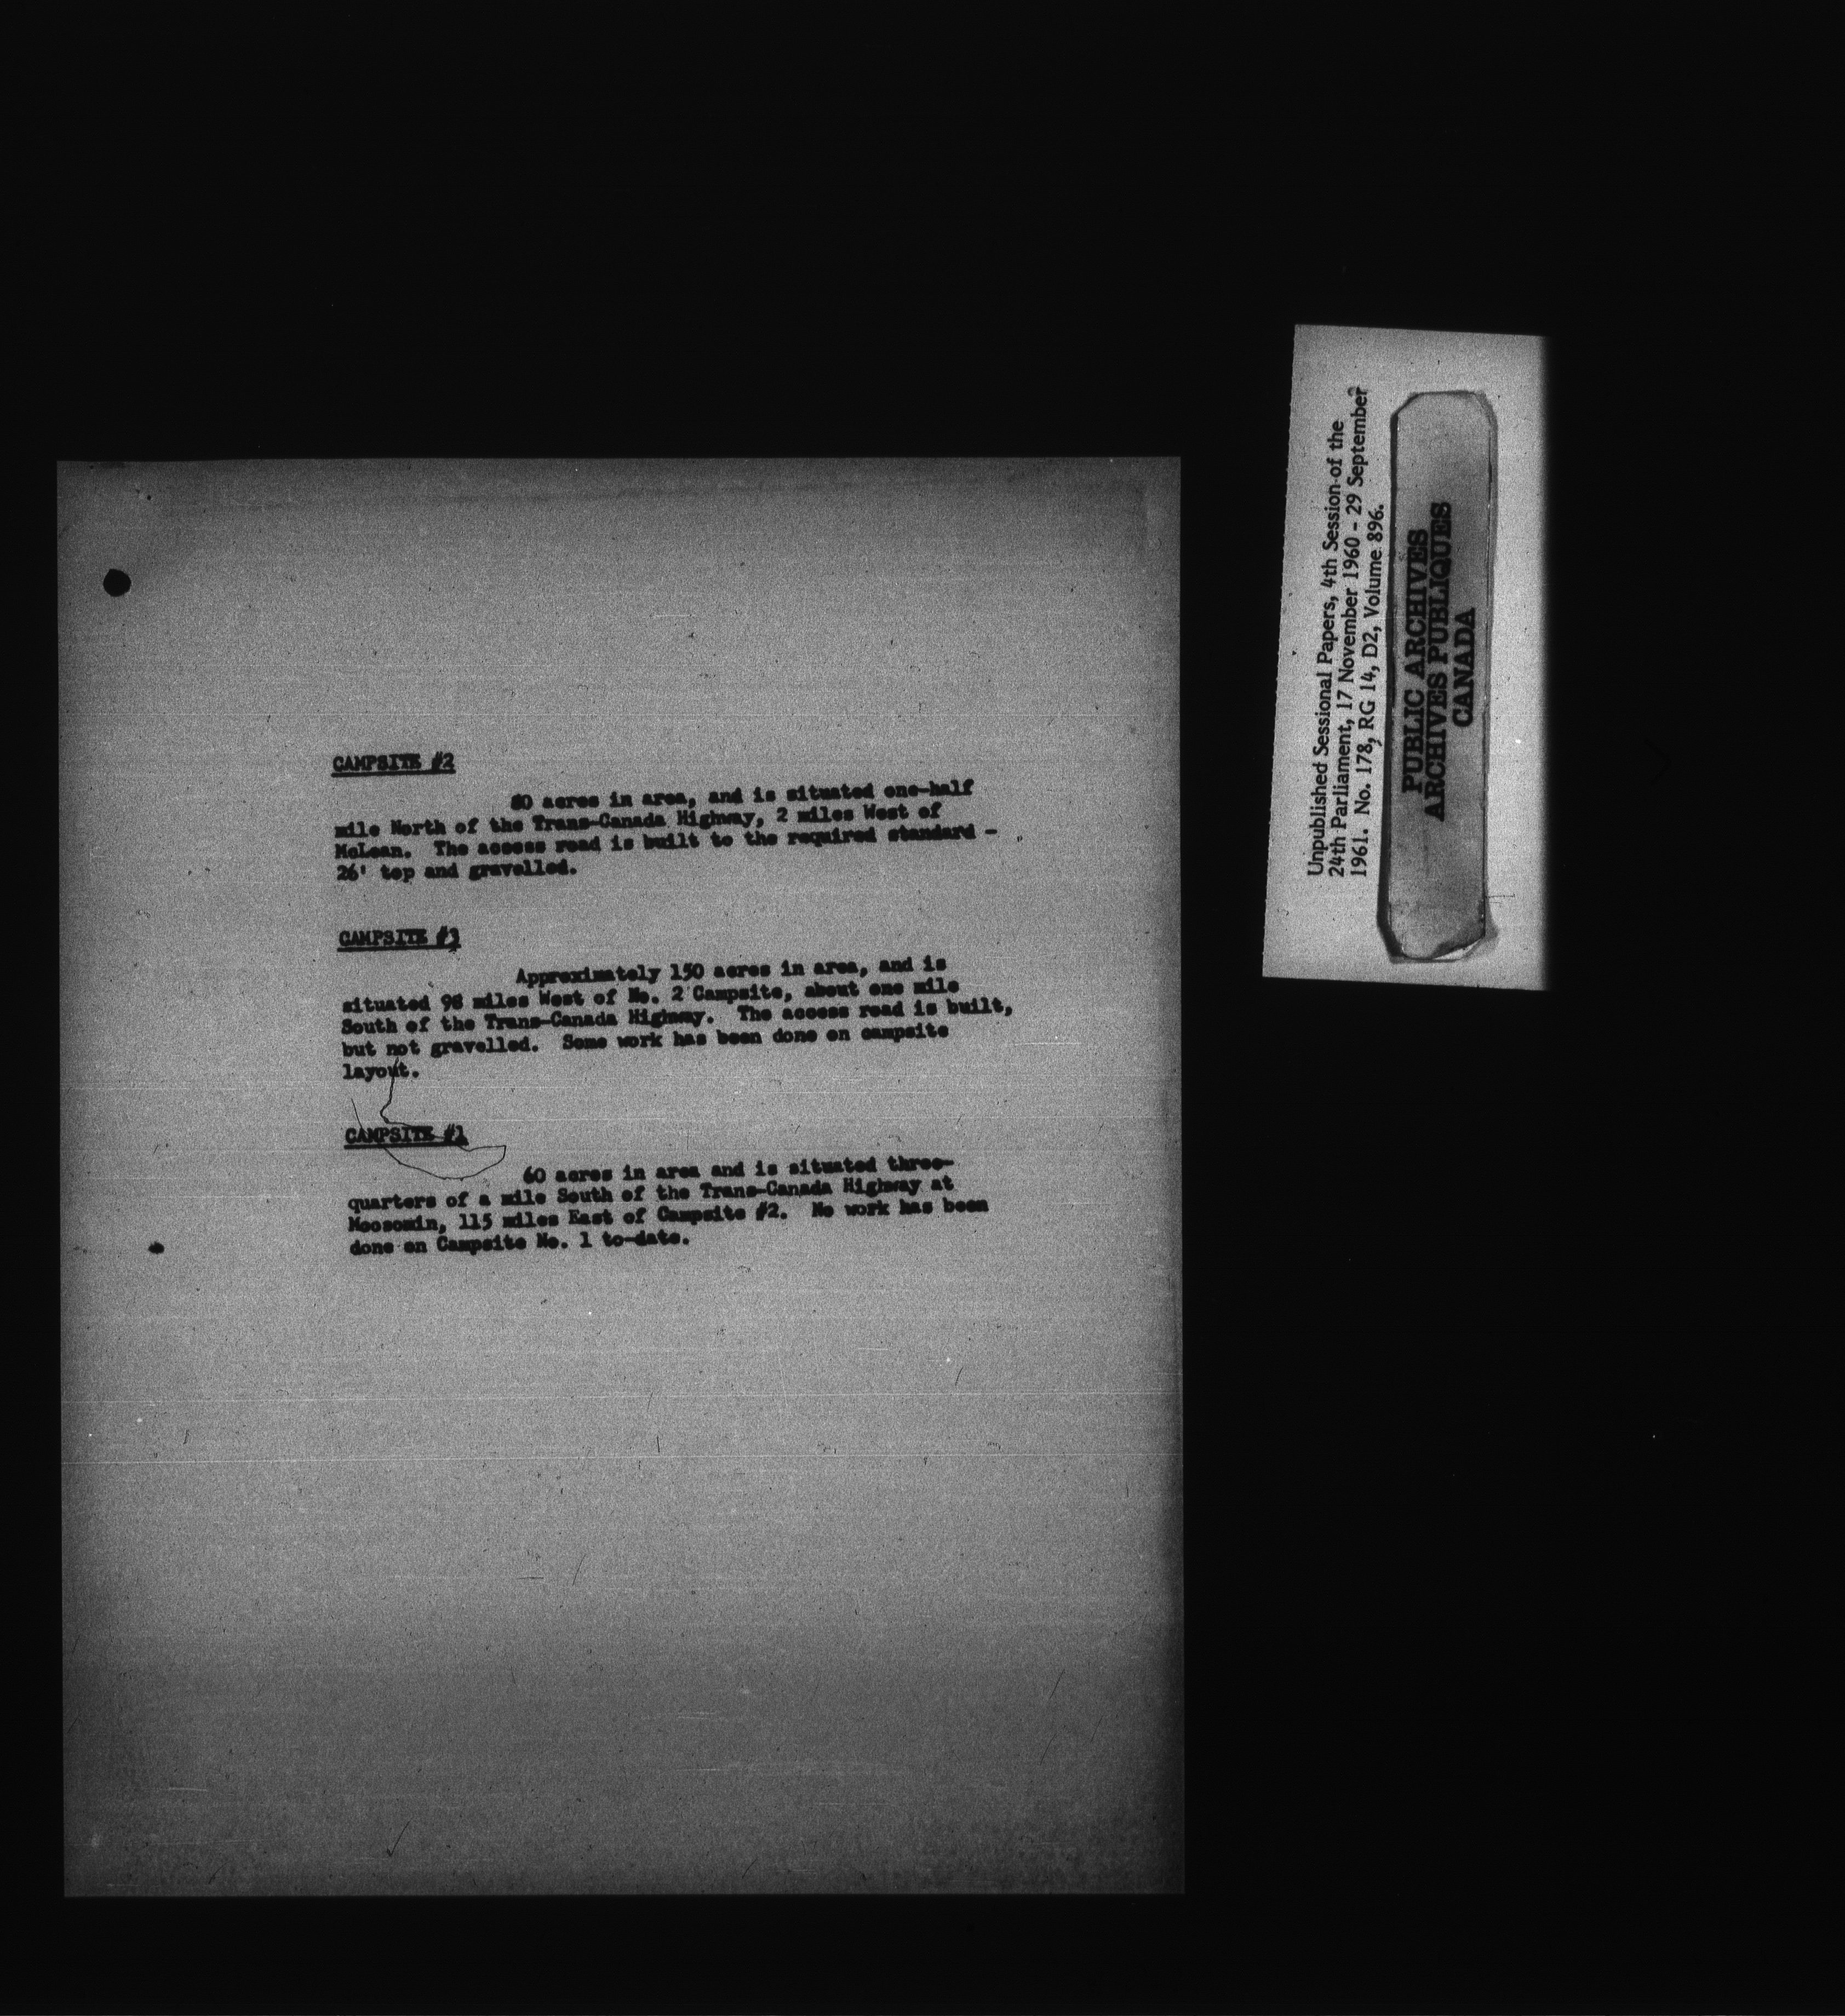 CAMPSITE #2
80 acres in area, and is situated one-half
mile North of the Trans-Canada Highway, 2 miles West of
McLean. The access road is built to the required standard -
26' top and gravelled.
CAMPSITE #3
Approximately 150 acres in area, and is
situated 98 miles West of No. 2 Campsite, about one mile
South of the Trans-Canada Highway. The access road is built,
but not gravelled. Some work has been done on campsite
layout.
CAMPSITE #1
60 acres in area and is situated three-
quarters of a mile South of the Trans-Canada Highway at
Moosomin, 115 miles East of Campsite #2. No work has been
done on Campsite No. 1 to-date.
Unpublished Sessional Papers, 4th Session of the
24th Parliament, 17 November 1960 - 29 September
1961. No. 178, RG 14, D2, Volume 896.
PUBLIC ARCHIVES
ARCHIVES PUBLIQUES
CANADA